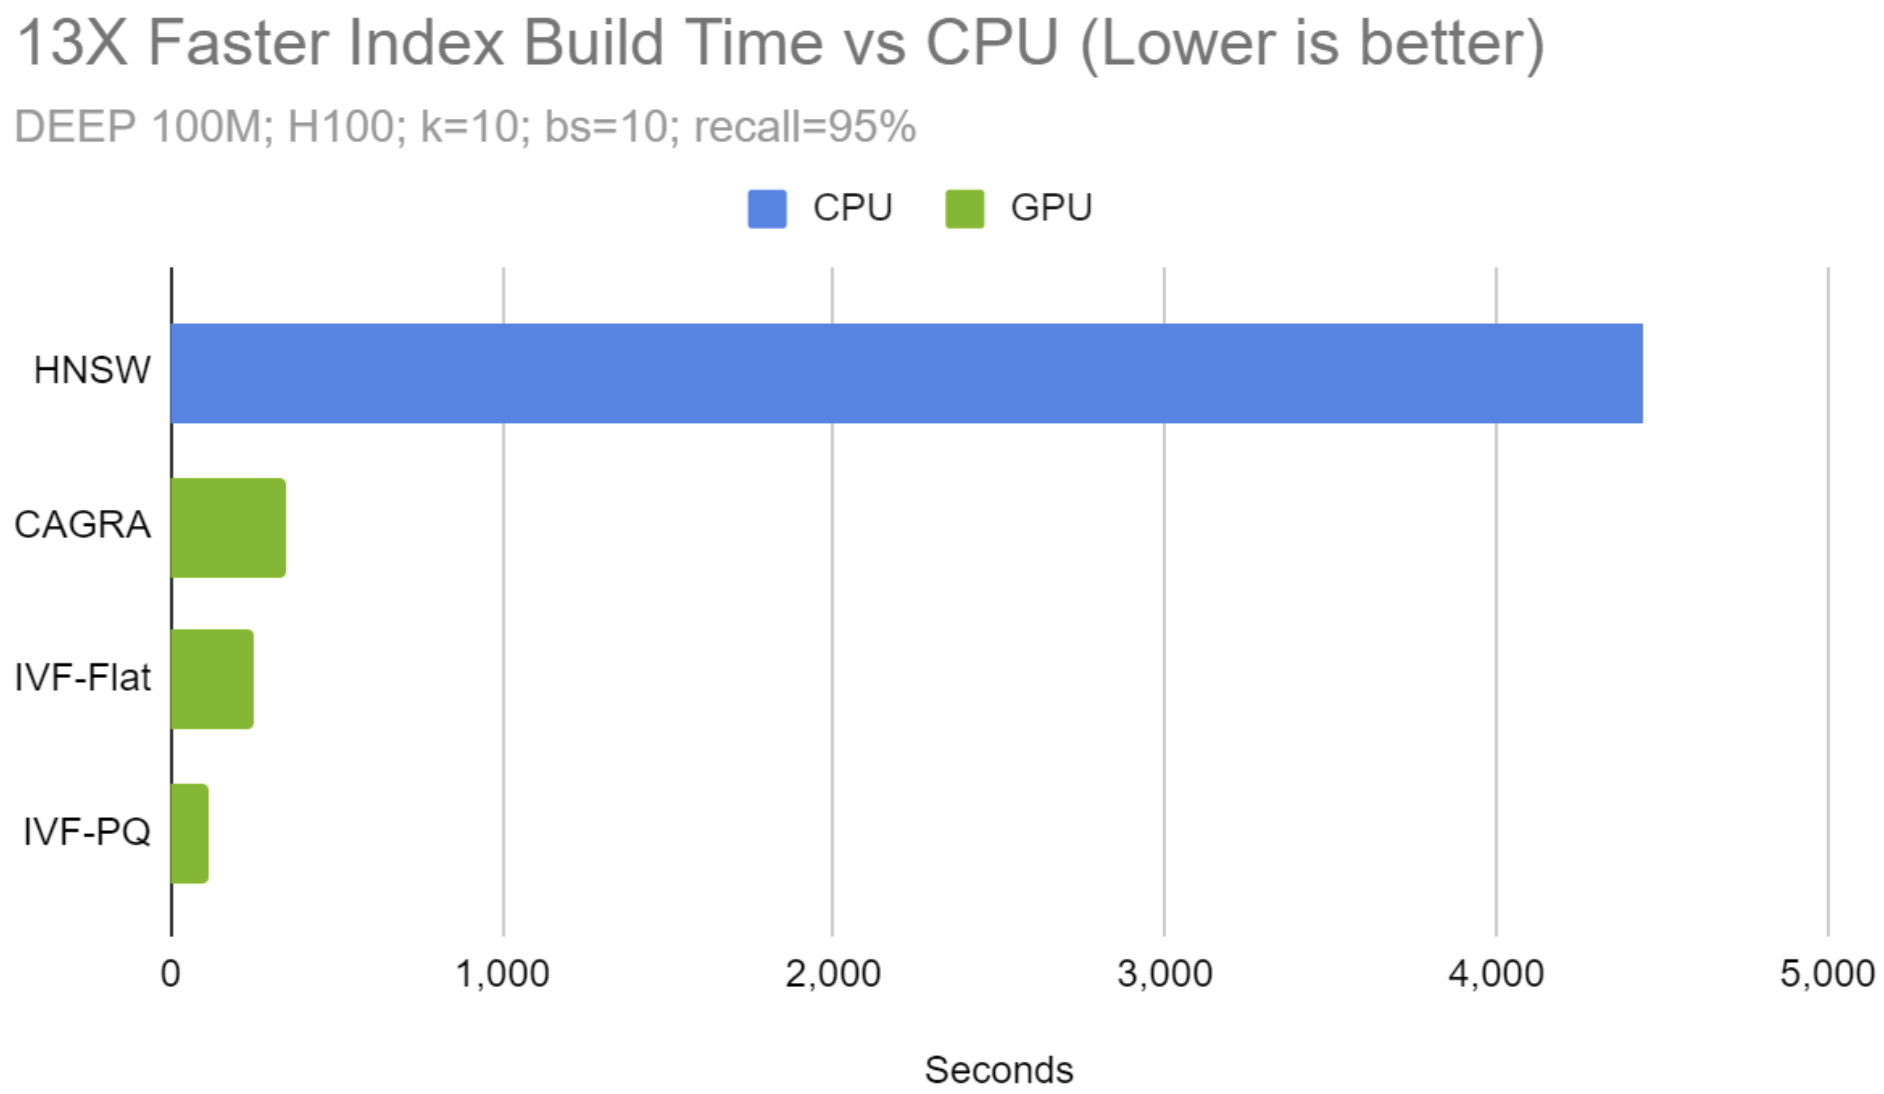 13X Faster Index Build Time vs CPU (Lower is better)
DEEP 100M; H100; k=10; bs=10; recall=95%
CPU GPU
HNSW
CAGRA
IVF-Flat
IVF-PQ
0 1,000 2,000 3,000 4,000 5,000
Seconds